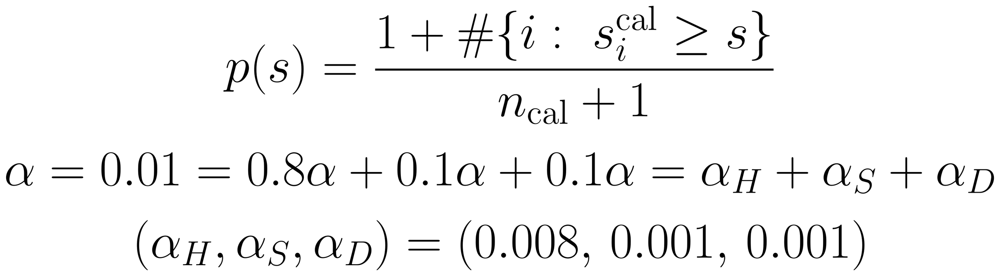 p(s) = \frac{1 + \#\{i : s_i^{\mathrm{cal}} \geq s\}}{n_{\mathrm{cal}} + 1}
\alpha = 0.01 = 0.8\alpha + 0.1\alpha + 0.1\alpha = \alpha_H + \alpha_S + \alpha_D
(\alpha_H, \alpha_S, \alpha_D) = (0.008, 0.001, 0.001)